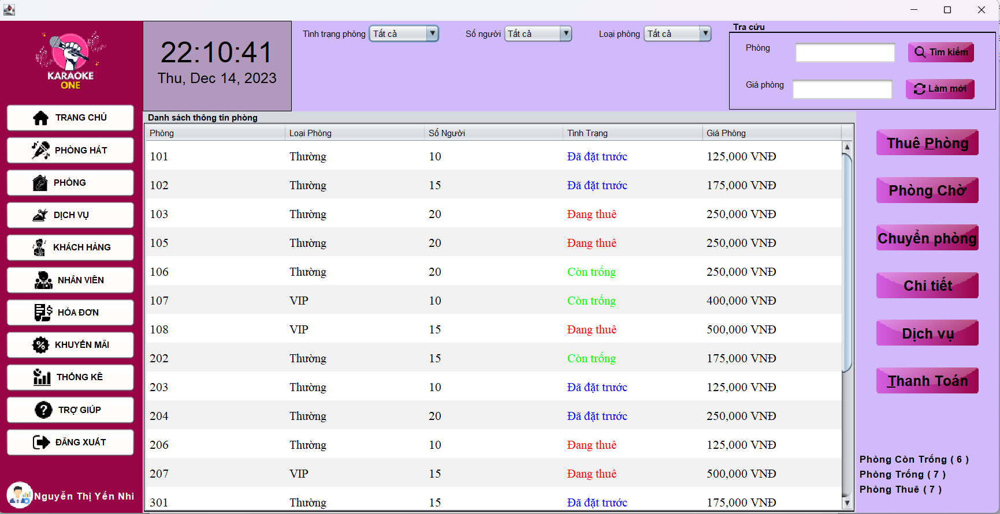 KARAOKE
ONE
TRANG CHỦ
PHÒNG HÁT
PHÒNG
DỊCH VỤ
KHÁCH HÀNG
NHÂN VIÊN
HÓA ĐƠN
KHUYẾN MÃI
THỐNG KÊ
TRỢ GIÚP
ĐĂNG XUẤT
Nguyễn Thị Yến Nhi
22:10:41
Thu, Dec 14, 2023
Tình trạng phòng Tất cả Số người Tất cả Loại phòng Tất cả
Tra cứu
Phòng Tìm kiếm
Giá phòng Làm mới
Danh sách thông tin phòng
Phòng Loại Phòng Số Người Tình Trạng Giá Phòng
101 Thường 10 Đã đặt trước 125,000 VNĐ
102 Thường 15 Đã đặt trước 175,000 VNĐ
103 Thường 20 Đang thuê 250,000 VNĐ
105 Thường 20 Đang thuê 250,000 VNĐ
106 Thường 20 Còn trống 250,000 VNĐ
107 VIP 10 Còn trống 400,000 VNĐ
108 VIP 15 Đang thuê 500,000 VNĐ
202 Thường 15 Còn trống 175,000 VNĐ
203 Thường 10 Đã đặt trước 125,000 VNĐ
204 Thường 20 Đã đặt trước 250,000 VNĐ
206 Thường 10 Đang thuê 125,000 VNĐ
207 VIP 15 Đang thuê 500,000 VNĐ
301 Thường 15 Đã đặt trước 175,000 VNĐ
Thuê Phòng
Phòng Chờ
Chuyển phòng
Chi tiết
Dịch vụ
Thanh Toán
Phòng Còn Trống ( 6 )
Phòng Trống ( 7 )
Phòng Thuê ( 7 )